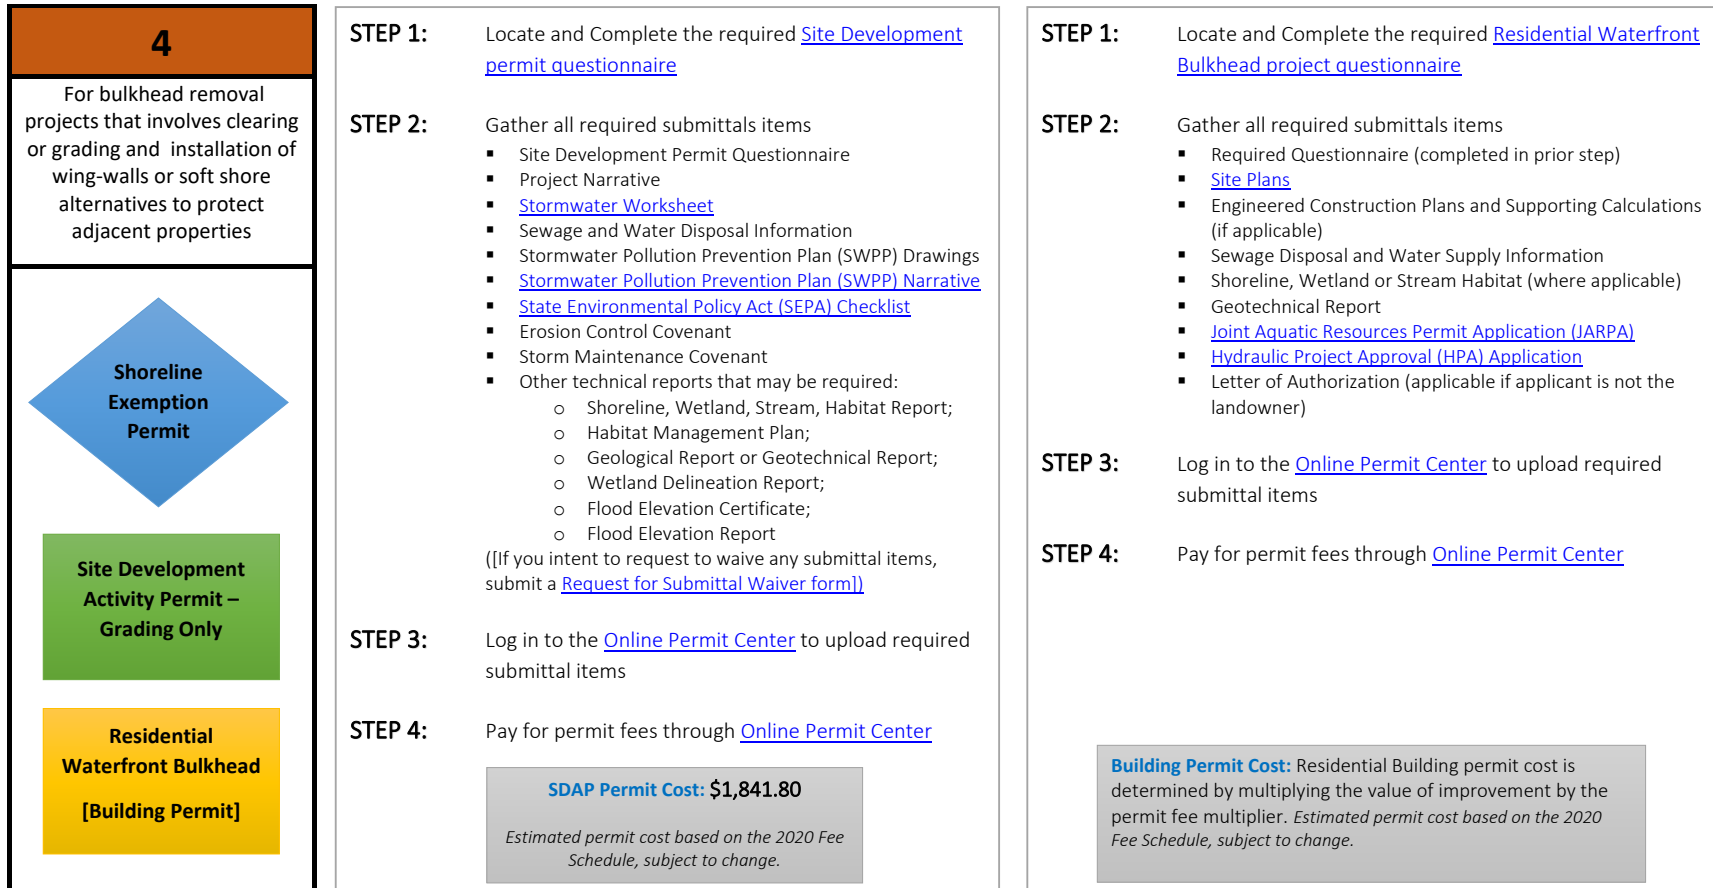 4
For bulkhead removal
projects that involves clearing
or grading and installation of
wing-walls or soft shore
alternatives to protect
adjacent properties
Shoreline
Exemption
Permit
Site Development
Activity Permit –
Grading Only
Residential
Waterfront Bulkhead
[Building Permit]
STEP 1: Locate and Complete the required Site Development
permit questionnaire
STEP 2: Gather all required submittals items
▪ Site Development Permit Questionnaire
▪ Project Narrative
▪ Stormwater Worksheet
▪ Sewage and Water Disposal Information
▪ Stormwater Pollution Prevention Plan (SWPP) Drawings
▪ Stormwater Pollution Prevention Plan (SWPP) Narrative
▪ State Environmental Policy Act (SEPA) Checklist
▪ Erosion Control Covenant
▪ Storm Maintenance Covenant
▪ Other technical reports that may be required:
o Shoreline, Wetland, Stream, Habitat Report;
o Habitat Management Plan;
o Geological Report or Geotechnical Report;
o Wetland Delineation Report;
o Flood Elevation Certificate;
o Flood Elevation Report
([If you intent to request to waive any submittal items,
submit a Request for Submittal Waiver form])
STEP 3: Log in to the Online Permit Center to upload required
submittal items
STEP 4: Pay for permit fees through Online Permit Center
SDAP Permit Cost: $1,841.80
Estimated permit cost based on the 2020 Fee
Schedule, subject to change.
STEP 1: Locate and Complete the required Residential Waterfront
Bulkhead project questionnaire
STEP 2: Gather all required submittals items
▪ Required Questionnaire (completed in prior step)
▪ Site Plans
▪ Engineered Construction Plans and Supporting Calculations
(if applicable)
▪ Sewage Disposal and Water Supply Information
▪ Shoreline, Wetland or Stream Habitat (where applicable)
▪ Geotechnical Report
▪ Joint Aquatic Resources Permit Application (JARPA)
▪ Hydraulic Project Approval (HPA) Application
▪ Letter of Authorization (applicable if applicant is not the
landowner)
STEP 3: Log in to the Online Permit Center to upload required
submittal items
STEP 4: Pay for permit fees through Online Permit Center
Building Permit Cost: Residential Building permit cost is
determined by multiplying the value of improvement by the
permit fee multiplier. Estimated permit cost based on the 2020
Fee Schedule, subject to change.